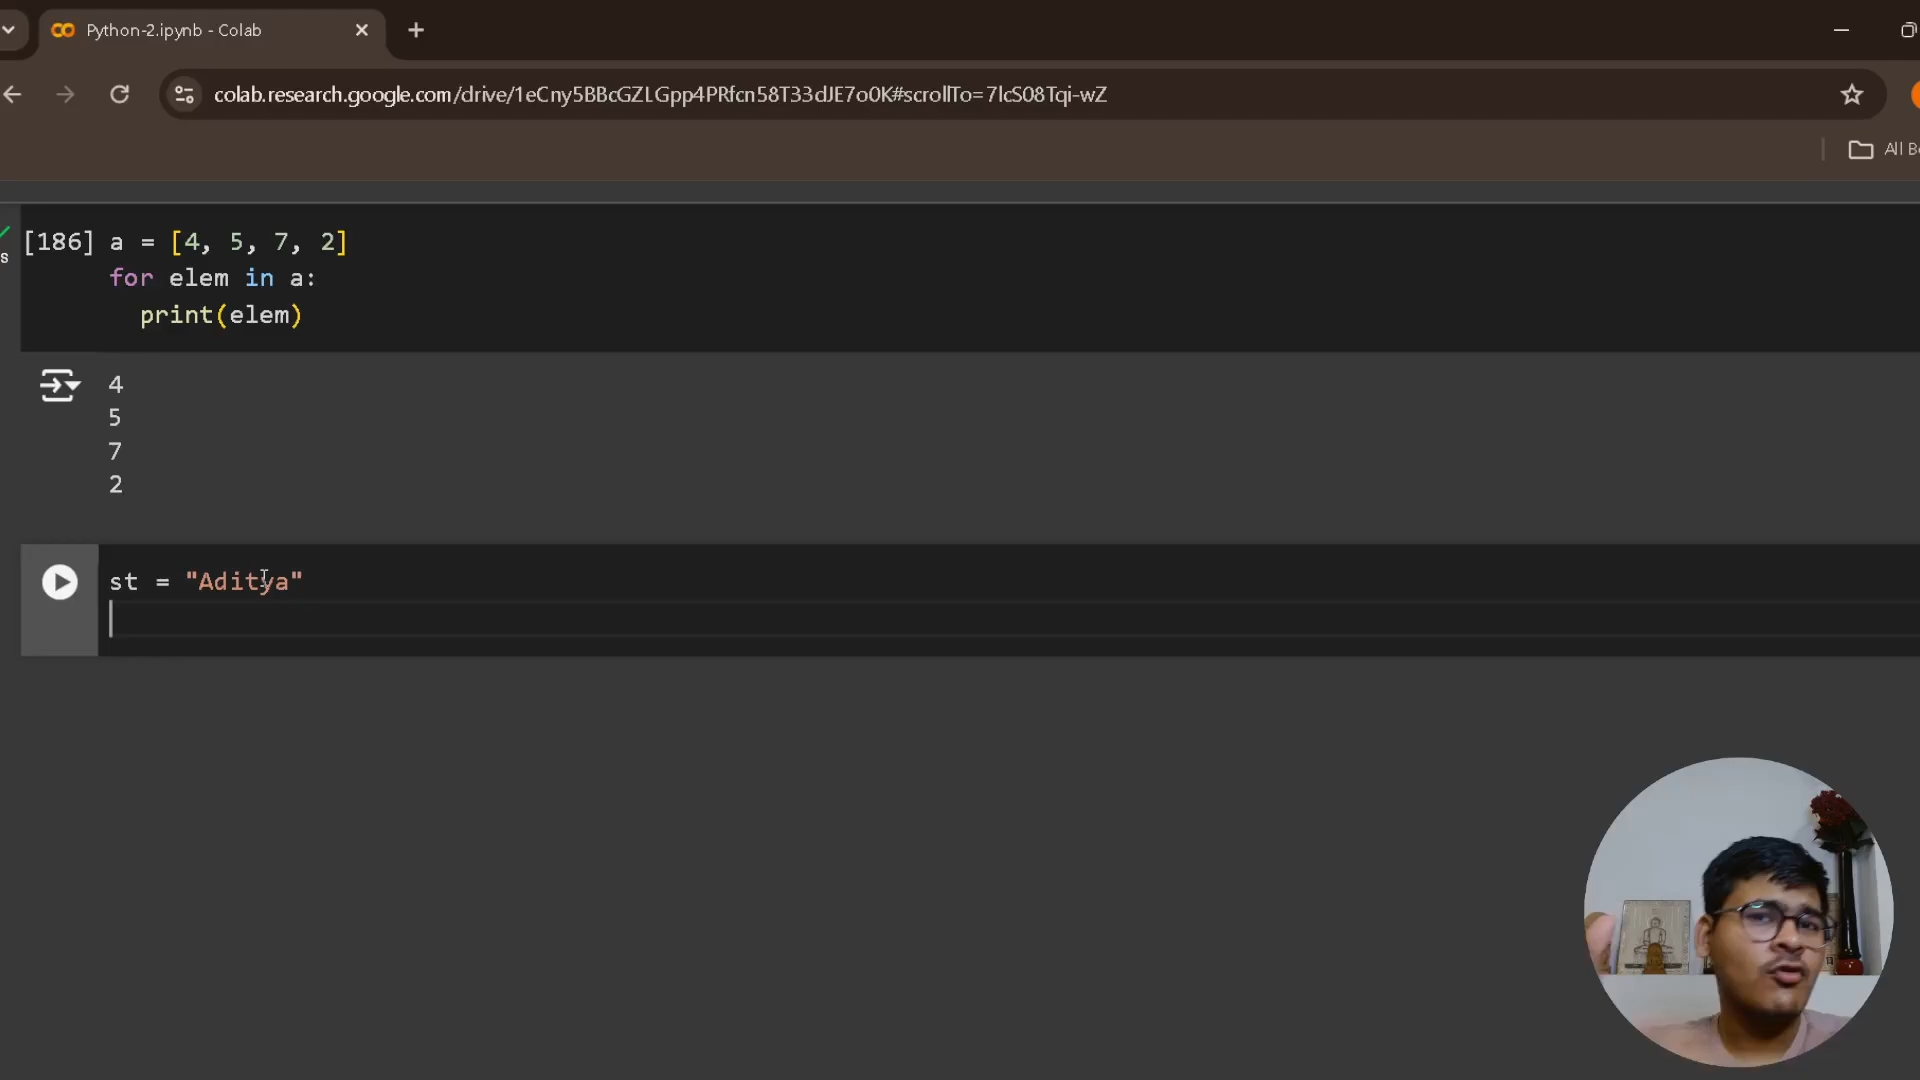 Python-2.ipynb - Colab
colab.research.google.com/drive/1eCny5BBcGZLGpp4PRfcn58T33dJE7o0K#scrollTo=7lcS08Tqi-wZ
All B
s
[186] a = [4, 5, 7, 2]
for elem in a:
print(elem)
4
5
7
2
st = "Aditya"